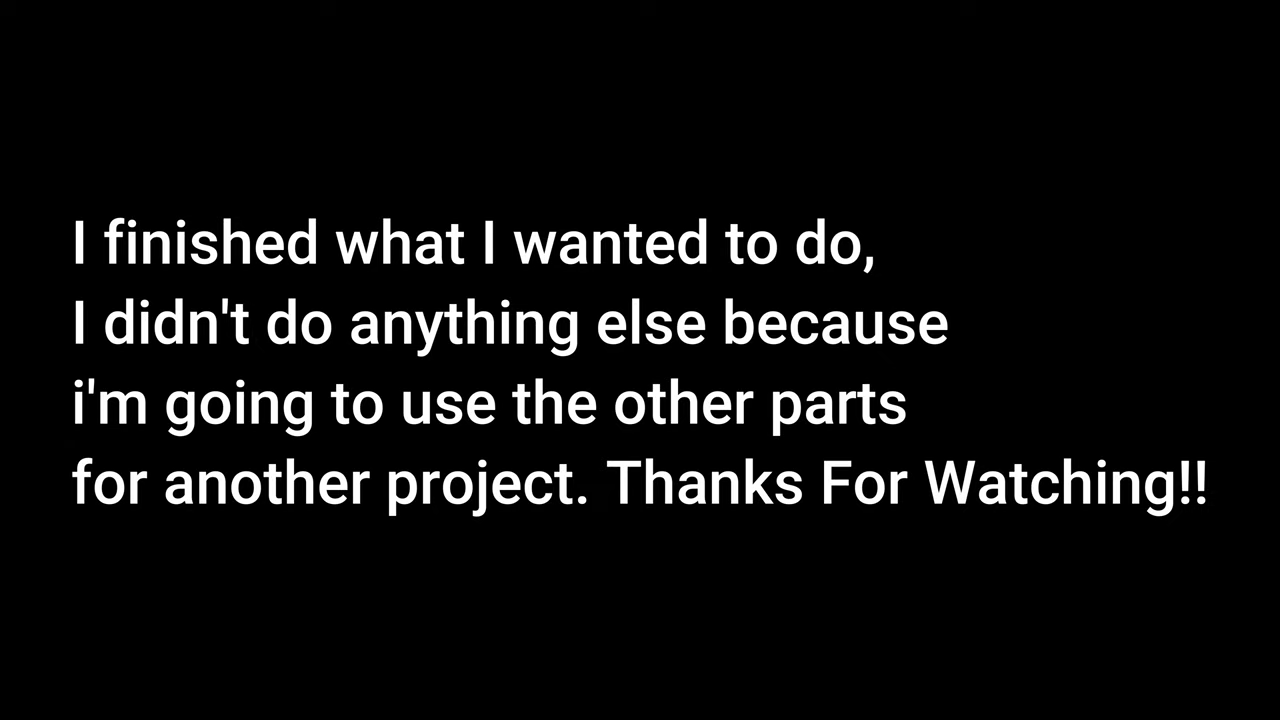 I finished what I wanted to do,
I didn't do anything else because
i'm going to use the other parts
for another project. Thanks For Watching!!